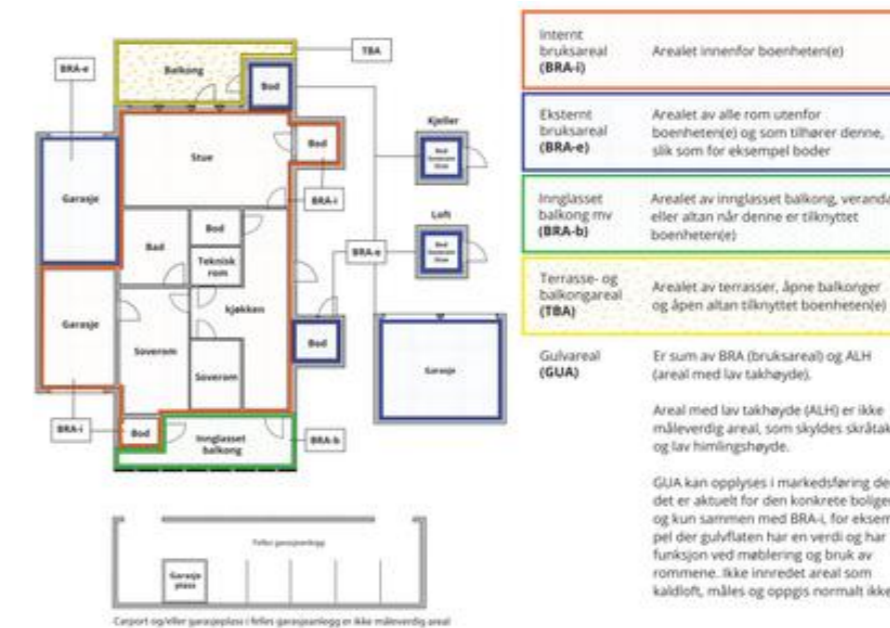 TBA
BRA-e
Balkong
Bod
Kjeller
Stue
Bod
Bod
Garasje
BRA-i
Loft
Bod
Bad
Teknisk
rom
BRA-e
Bod
Garasje
kjøkken
Soverom
Bod
Garasje
Soverom
BRA-i
Bod
Innglasset
balkong
BRA-b
Felles garasjeanlegg
Garasje
plass
Carport og/eller garasjeplass i felles garasjeanlegg er ikke måleverdig areal
Internt
bruksareal
(BRA-i)
Arealet innenfor boenheten(e)
Eksternt
bruksareal
(BRA-e)
Arealet av alle rom utenfor
boenheten(e) og som tilhører denne,
slik som for eksempel boder
Innglasset
balkong mv
(BRA-b)
Arealet av innglasset balkong, veranda
eller altan når denne er tilknyttet
boenheten(e)
Terrasse- og
balkongareal
(TBA)
Arealet av terrasser, åpne balkonger
og åpen altan tilknyttet boenheten(e)
Gulvareal
(GUA)
Er sum av BRA (bruksareal) og ALH
(areal med lav takhøyde).
Areal med lav takhøyde (ALH) er ikke
måleverdig areal, som skyldes skråtak
og lav himlingshøyde.
GUA kan opplyses i markedsføring de
det er aktuelt for den konkrete bolige
og kun sammen med BRA-i, for eksem
pel der gulvflaten har en verdi og har
funksjon ved møblering og bruk av
rommene. Ikke innredet areal som
kaldloft, måles og oppgis normalt ikke